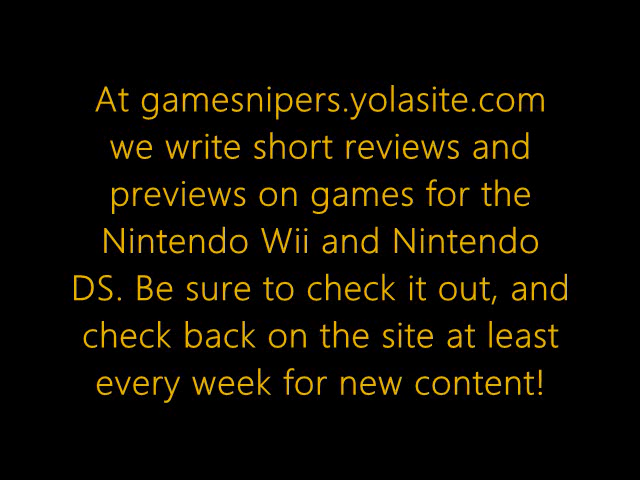 At gamesnipers.yolasite.com
we write short reviews and
previews on games for the
Nintendo Wii and Nintendo
DS. Be sure to check it out, and
check back on the site at least
every week for new content!